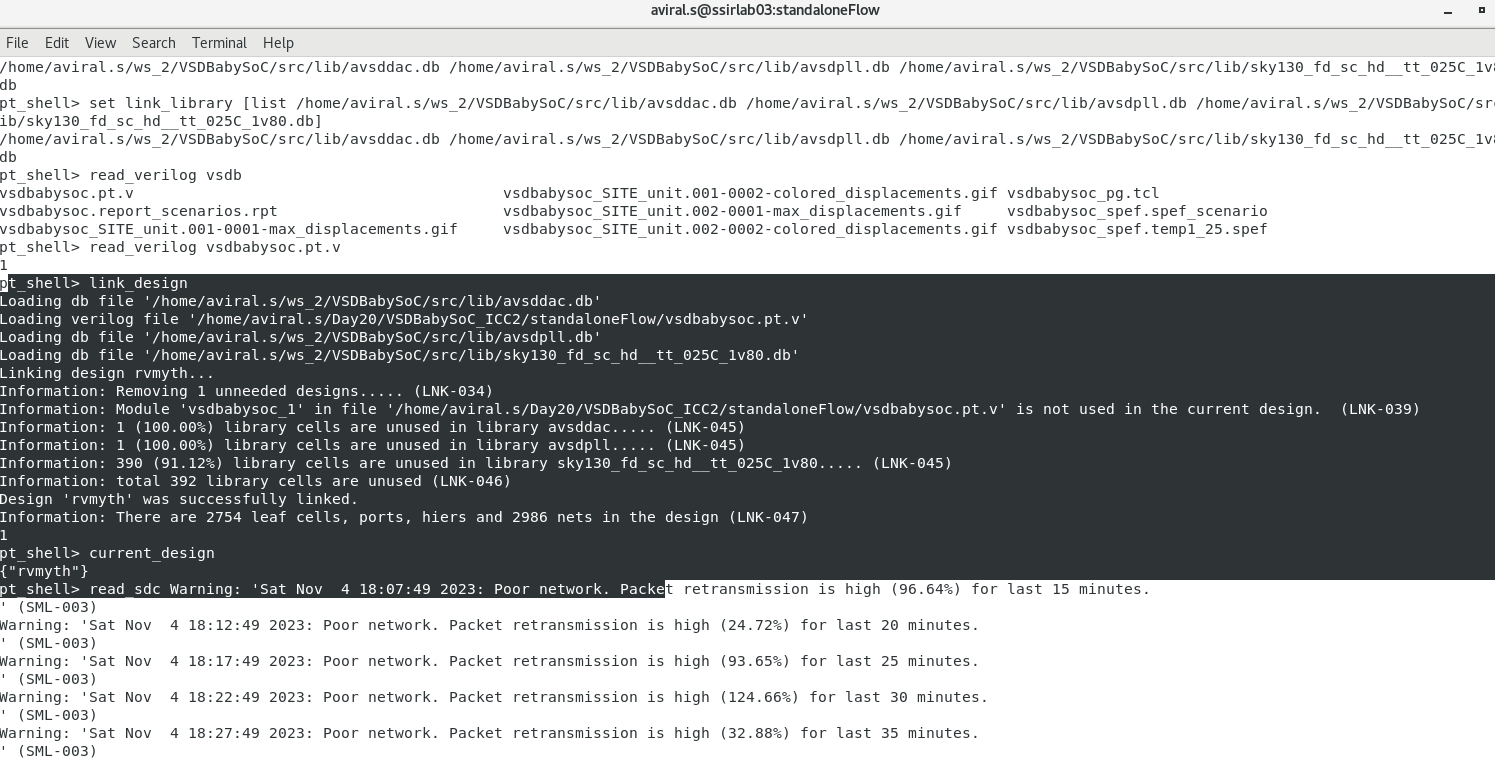 aviral.s@ssirlab03:standaloneFlow
File Edit View Search Terminal Help
/home/aviral.s/ws_2/VSDBabySoC/src/lib/avsddac.db /home/aviral.s/ws_2/VSDBabySoC/src/lib/avsdpll.db /home/aviral.s/ws_2/VSDBabySoC/src/lib/sky130_fd_sc_hd__tt_025C_1v8
db
pt_shell> set link_library [list /home/aviral.s/ws_2/VSDBabySoC/src/lib/avsddac.db /home/aviral.s/ws_2/VSDBabySoC/src/lib/avsdpll.db /home/aviral.s/ws_2/VSDBabySoC/sr
ib/sky130_fd_sc_hd__tt_025C_1v80.db]
/home/aviral.s/ws_2/VSDBabySoC/src/lib/avsddac.db /home/aviral.s/ws_2/VSDBabySoC/src/lib/avsdpll.db /home/aviral.s/ws_2/VSDBabySoC/src/lib/sky130_fd_sc_hd__tt_025C_1v8
db
pt_shell> read_verilog vsdb
vsdbabysoc.pt.v vsdbabysoc_SITE_unit.001-0002-colored_displacements.gif vsdbabysoc_pg.tcl
vsdbabysoc.report_scenarios.rpt vsdbabysoc_SITE_unit.002-0001-max_displacements.gif vsdbabysoc_spef.spef_scenario
vsdbabysoc_SITE_unit.001-0001-max_displacements.gif vsdbabysoc_SITE_unit.002-0002-colored_displacements.gif vsdbabysoc_spef.temp1_25.spef
pt_shell> read_verilog vsdbabysoc.pt.v
1
pt_shell> link_design
Loading db file '/home/aviral.s/ws_2/VSDBabySoC/src/lib/avsddac.db'
Loading verilog file '/home/aviral.s/Day20/VSDBabySoC_ICC2/standaloneFlow/vsdbabysoc.pt.v'
Loading db file '/home/aviral.s/ws_2/VSDBabySoC/src/lib/avsdpll.db'
Loading db file '/home/aviral.s/ws_2/VSDBabySoC/src/lib/sky130_fd_sc_hd__tt_025C_1v80.db'
Linking design rvmyth...
Information: Removing 1 unneeded designs..... (LNK-034)
Information: Module 'vsdbabysoc_1' in file '/home/aviral.s/Day20/VSDBabySoC_ICC2/standaloneFlow/vsdbabysoc.pt.v' is not used in the current design.  (LNK-039)
Information: 1 (100.00%) library cells are unused in library avsddac..... (LNK-045)
Information: 1 (100.00%) library cells are unused in library avsdpll..... (LNK-045)
Information: 390 (91.12%) library cells are unused in library sky130_fd_sc_hd__tt_025C_1v80..... (LNK-045)
Information: total 392 library cells are unused (LNK-046)
Design 'rvmyth' was successfully linked.
Information: There are 2754 leaf cells, ports, hiers and 2986 nets in the design (LNK-047)
1
pt_shell> current_design
{"rvmyth"}
pt_shell> read_sdc Warning: 'Sat Nov  4 18:07:49 2023: Poor network. Packet retransmission is high (96.64%) for last 15 minutes.
' (SML-003)
Warning: 'Sat Nov  4 18:12:49 2023: Poor network. Packet retransmission is high (24.72%) for last 20 minutes.
' (SML-003)
Warning: 'Sat Nov  4 18:17:49 2023: Poor network. Packet retransmission is high (93.65%) for last 25 minutes.
' (SML-003)
Warning: 'Sat Nov  4 18:22:49 2023: Poor network. Packet retransmission is high (124.66%) for last 30 minutes.
' (SML-003)
Warning: 'Sat Nov  4 18:27:49 2023: Poor network. Packet retransmission is high (32.88%) for last 35 minutes.
' (SML-003)